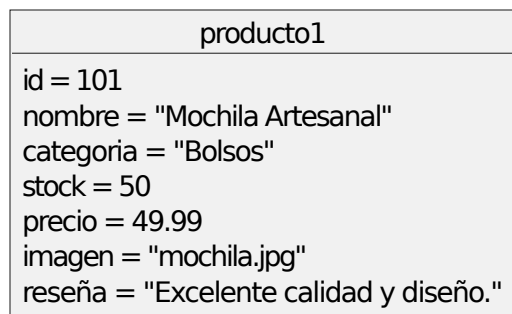 producto1
id = 101
nombre = "Mochila Artesanal"
categoria = "Bolsos"
stock = 50
precio = 49.99
imagen = "mochila.jpg"
reseña = "Excelente calidad y diseño."